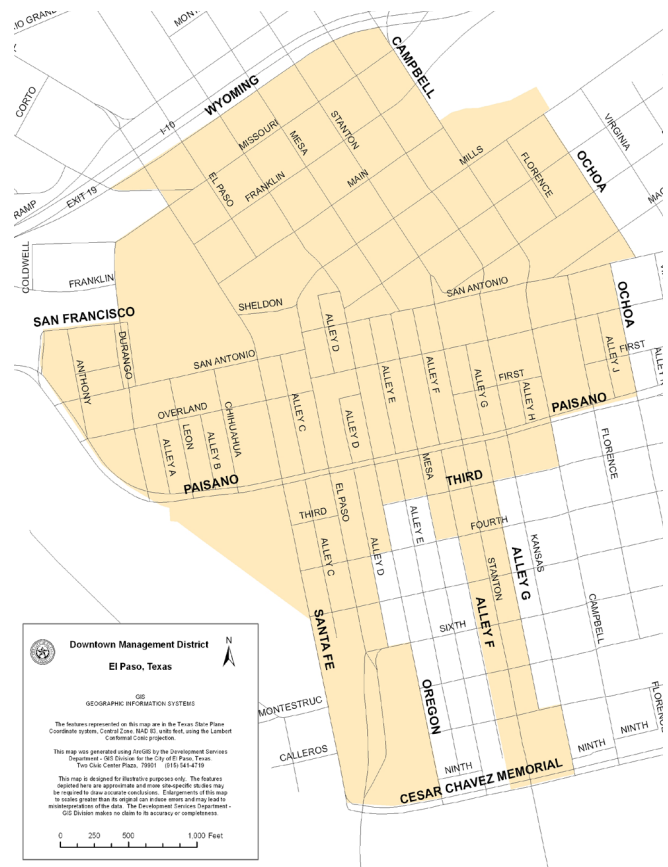 IO GRAN
MON
CORTO
WYOMING
CAMPBELL
I-10
MISSOURI
MESA
STANTON
VIRGINIA
EL PASO
FRANKLIN
MAIN
MILLS
FLORENCE
OCHOA
MAG
RAMP
EXIT 19
COLDWELL
FRANKLIN
SHELDON
SAN ANTONIO
SAN FRANCISCO
OCHOA
DURANGO
ANTHONY
SAN ANTONIO
ALLEY D
ALLEY E
ALLEY F
ALLEY G
FIRST
ALLEY H
ALLEY J
FIRST
OVERLAND
CHIHUAHUA
LEON
ALLEY A
ALLEY B
ALLEY C
ALLEY D
PAISANO
PAISANO
MESA
THIRD
FLORENCE
THIRD
EL PASO
ALLEY C
ALLEY D
ALLEY E
FOURTH
KANSAS
STANTON
ALLEY G
ALLEY F
SIXTH
CAMPBELL
SANTA FE
OREGON
MONTESTRUC
CALLEROS
FLOREN
NINTH
NINTH
NINTH
CESAR CHAVEZ MEMORIAL
Downtown Management District
N
El Paso, Texas
GIS
GEOGRAPHIC INFORMATION SYSTEMS
The features represented on this map are in the Texas State Plane
Coordinate system, Central Zone, NAD 83, units feet, using the Lambert
Conformal Conic projection.
This map was generated using ArcGIS by the Development Services
Department - GIS Division for the City of El Paso, Texas.
Two Civic Center Plaza, 79901 (915) 541-4719
This map is designed for illustrative purposes only. The features
depicted here are approximate and more site-specific studies may
be required to draw accurate conclusions. Enlargements of this map
to scales greater than its original can induce errors and may lead to
misinterpretations of the data. The Development Services Department -
GIS Division makes no claim to its accuracy or completeness.
0 250 500 1,000 Feet